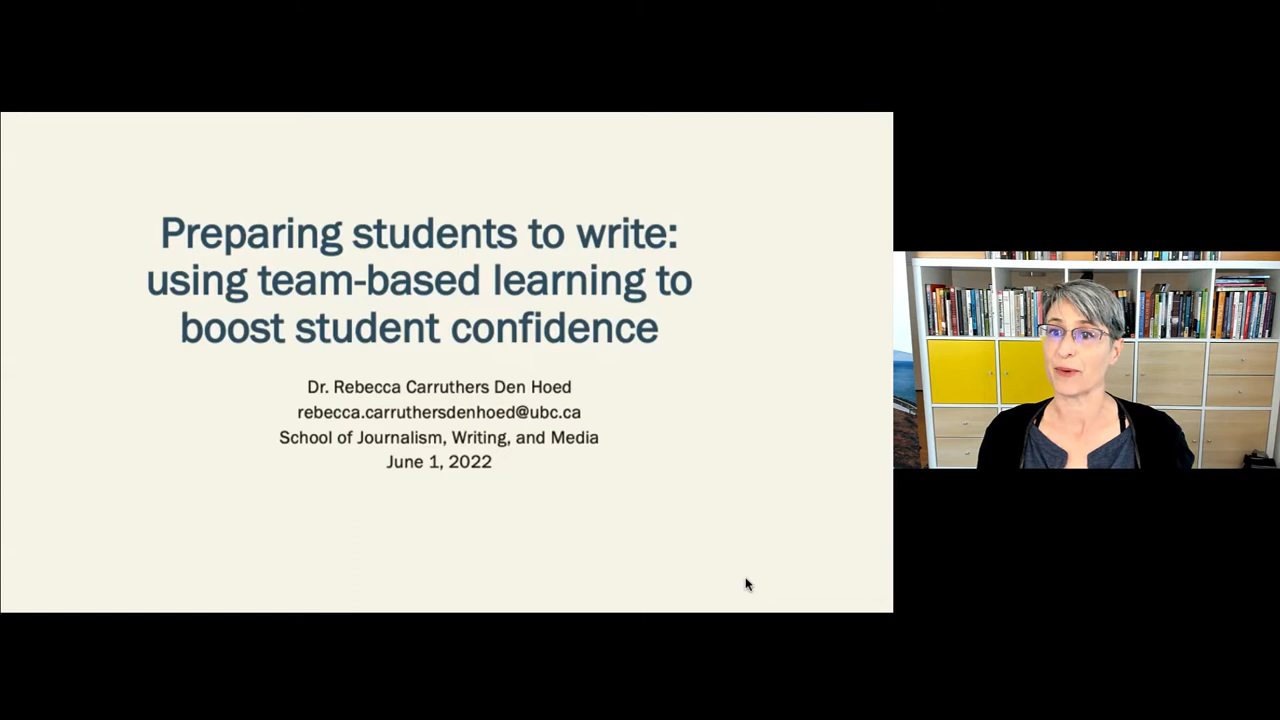 Preparing students to write:
using team-based learning to
boost student confidence
Dr. Rebecca Carruthers Den Hoed
rebecca.carruthersdenhoed@ubc.ca
School of Journalism, Writing, and Media
June 1, 2022